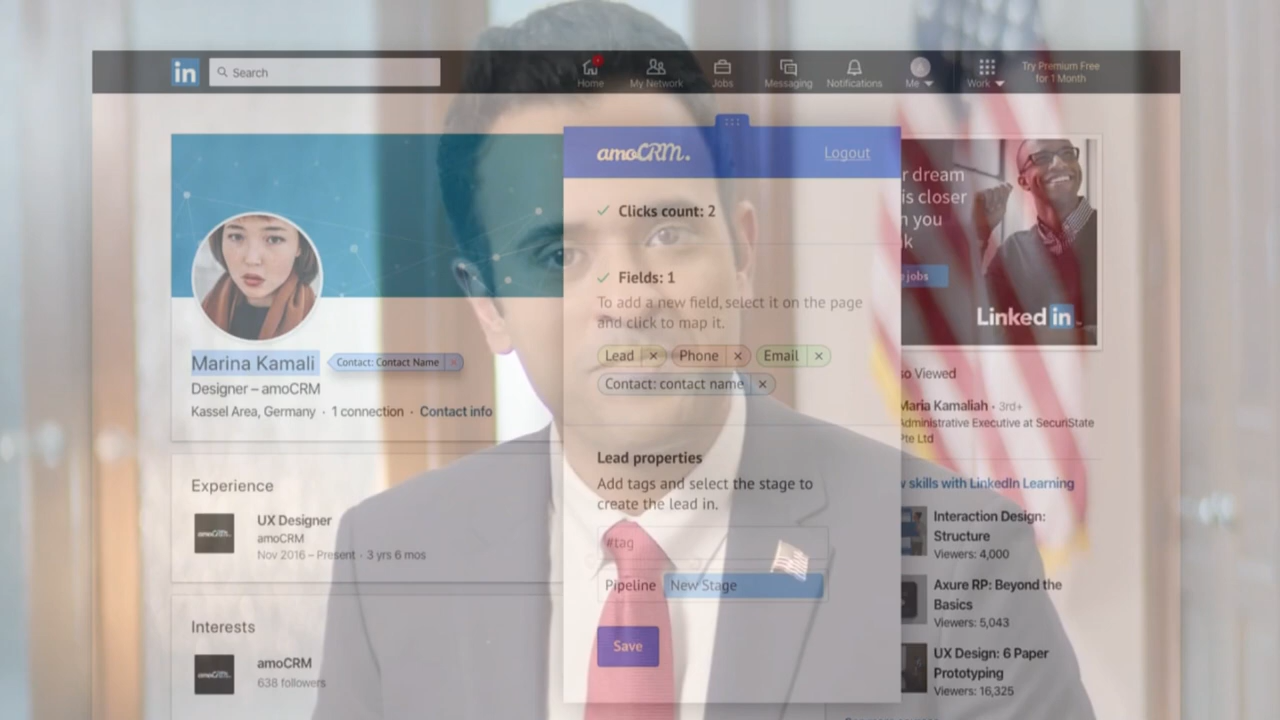 in
Search
Home
My Network
Jobs
Messaging
Notifications
Me
Work
Try Premium Free
for 1 Month
Marina Kamali
Contact: Contact Name ×
Designer – amoCRM
Kassel Area, Germany · 1 connection · Contact info
Experience
amoCRM.
UX Designer
amoCRM
Nov 2016 – Present · 3 yrs 6 mos
Interests
amoCRM.
amoCRM
638 followers
amoCRM.
Logout
Clicks count: 2
Fields: 1
To add a new field, select it on the page
and click to map it.
Lead × Phone × Email ×
Contact: contact name ×
Lead properties
Add tags and select the stage to
create the lead in.
#tag
Pipeline New Stage
Save
r dream
is closer
you
jobs
Linked in
Viewed
Maria Kamaliah · 3rd+
Administrative Executive at SecuriState
Pte Ltd
skills with LinkedIn Learning
Interaction Design:
Structure
Viewers: 4,000
Axure RP: Beyond the
Basics
Viewers: 5,043
UX Design: 6 Paper
Prototyping
Viewers: 16,325